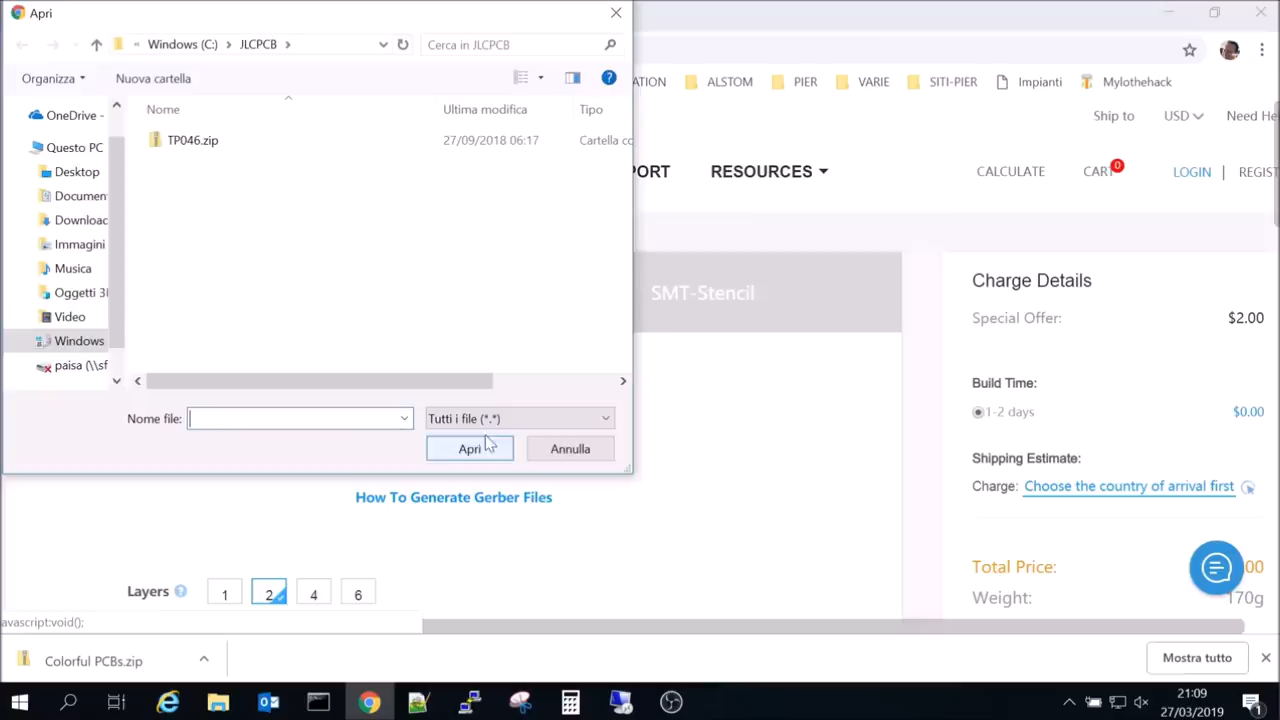 Apri
Windows (C:) › JLCPCB ›
Cerca in JLCPCB
Organizza
Nuova cartella
Nome
Ultima modifica
Tipo
OneDrive -
Questo PC
Desktop
Documen
Downloac
Immagini
Musica
Oggetti 3
Video
Windows
paisa (\\sf
TP046.zip
27/09/2018 06:17
Cartella co
Nome file:
Tutti i file (*.*)
Apri
Annulla
ATION
ALSTOM
PIER
VARIE
SITI-PIER
Impianti
Mylothehack
Ship to
USD
Need He
PORT
RESOURCES
CALCULATE
CART
0
LOGIN
|
REGIST
SMT-Stencil
Charge Details
Special Offer:
$2.00
Build Time:
1-2 days
$0.00
Shipping Estimate:
Charge: Choose the country of arrival first
Total Price:
00
Weight:
170g
How To Generate Gerber Files
Layers
1
2
4
6
avascript:void();
Colorful PCBs.zip
Mostra tutto
21:09
27/03/2019
1